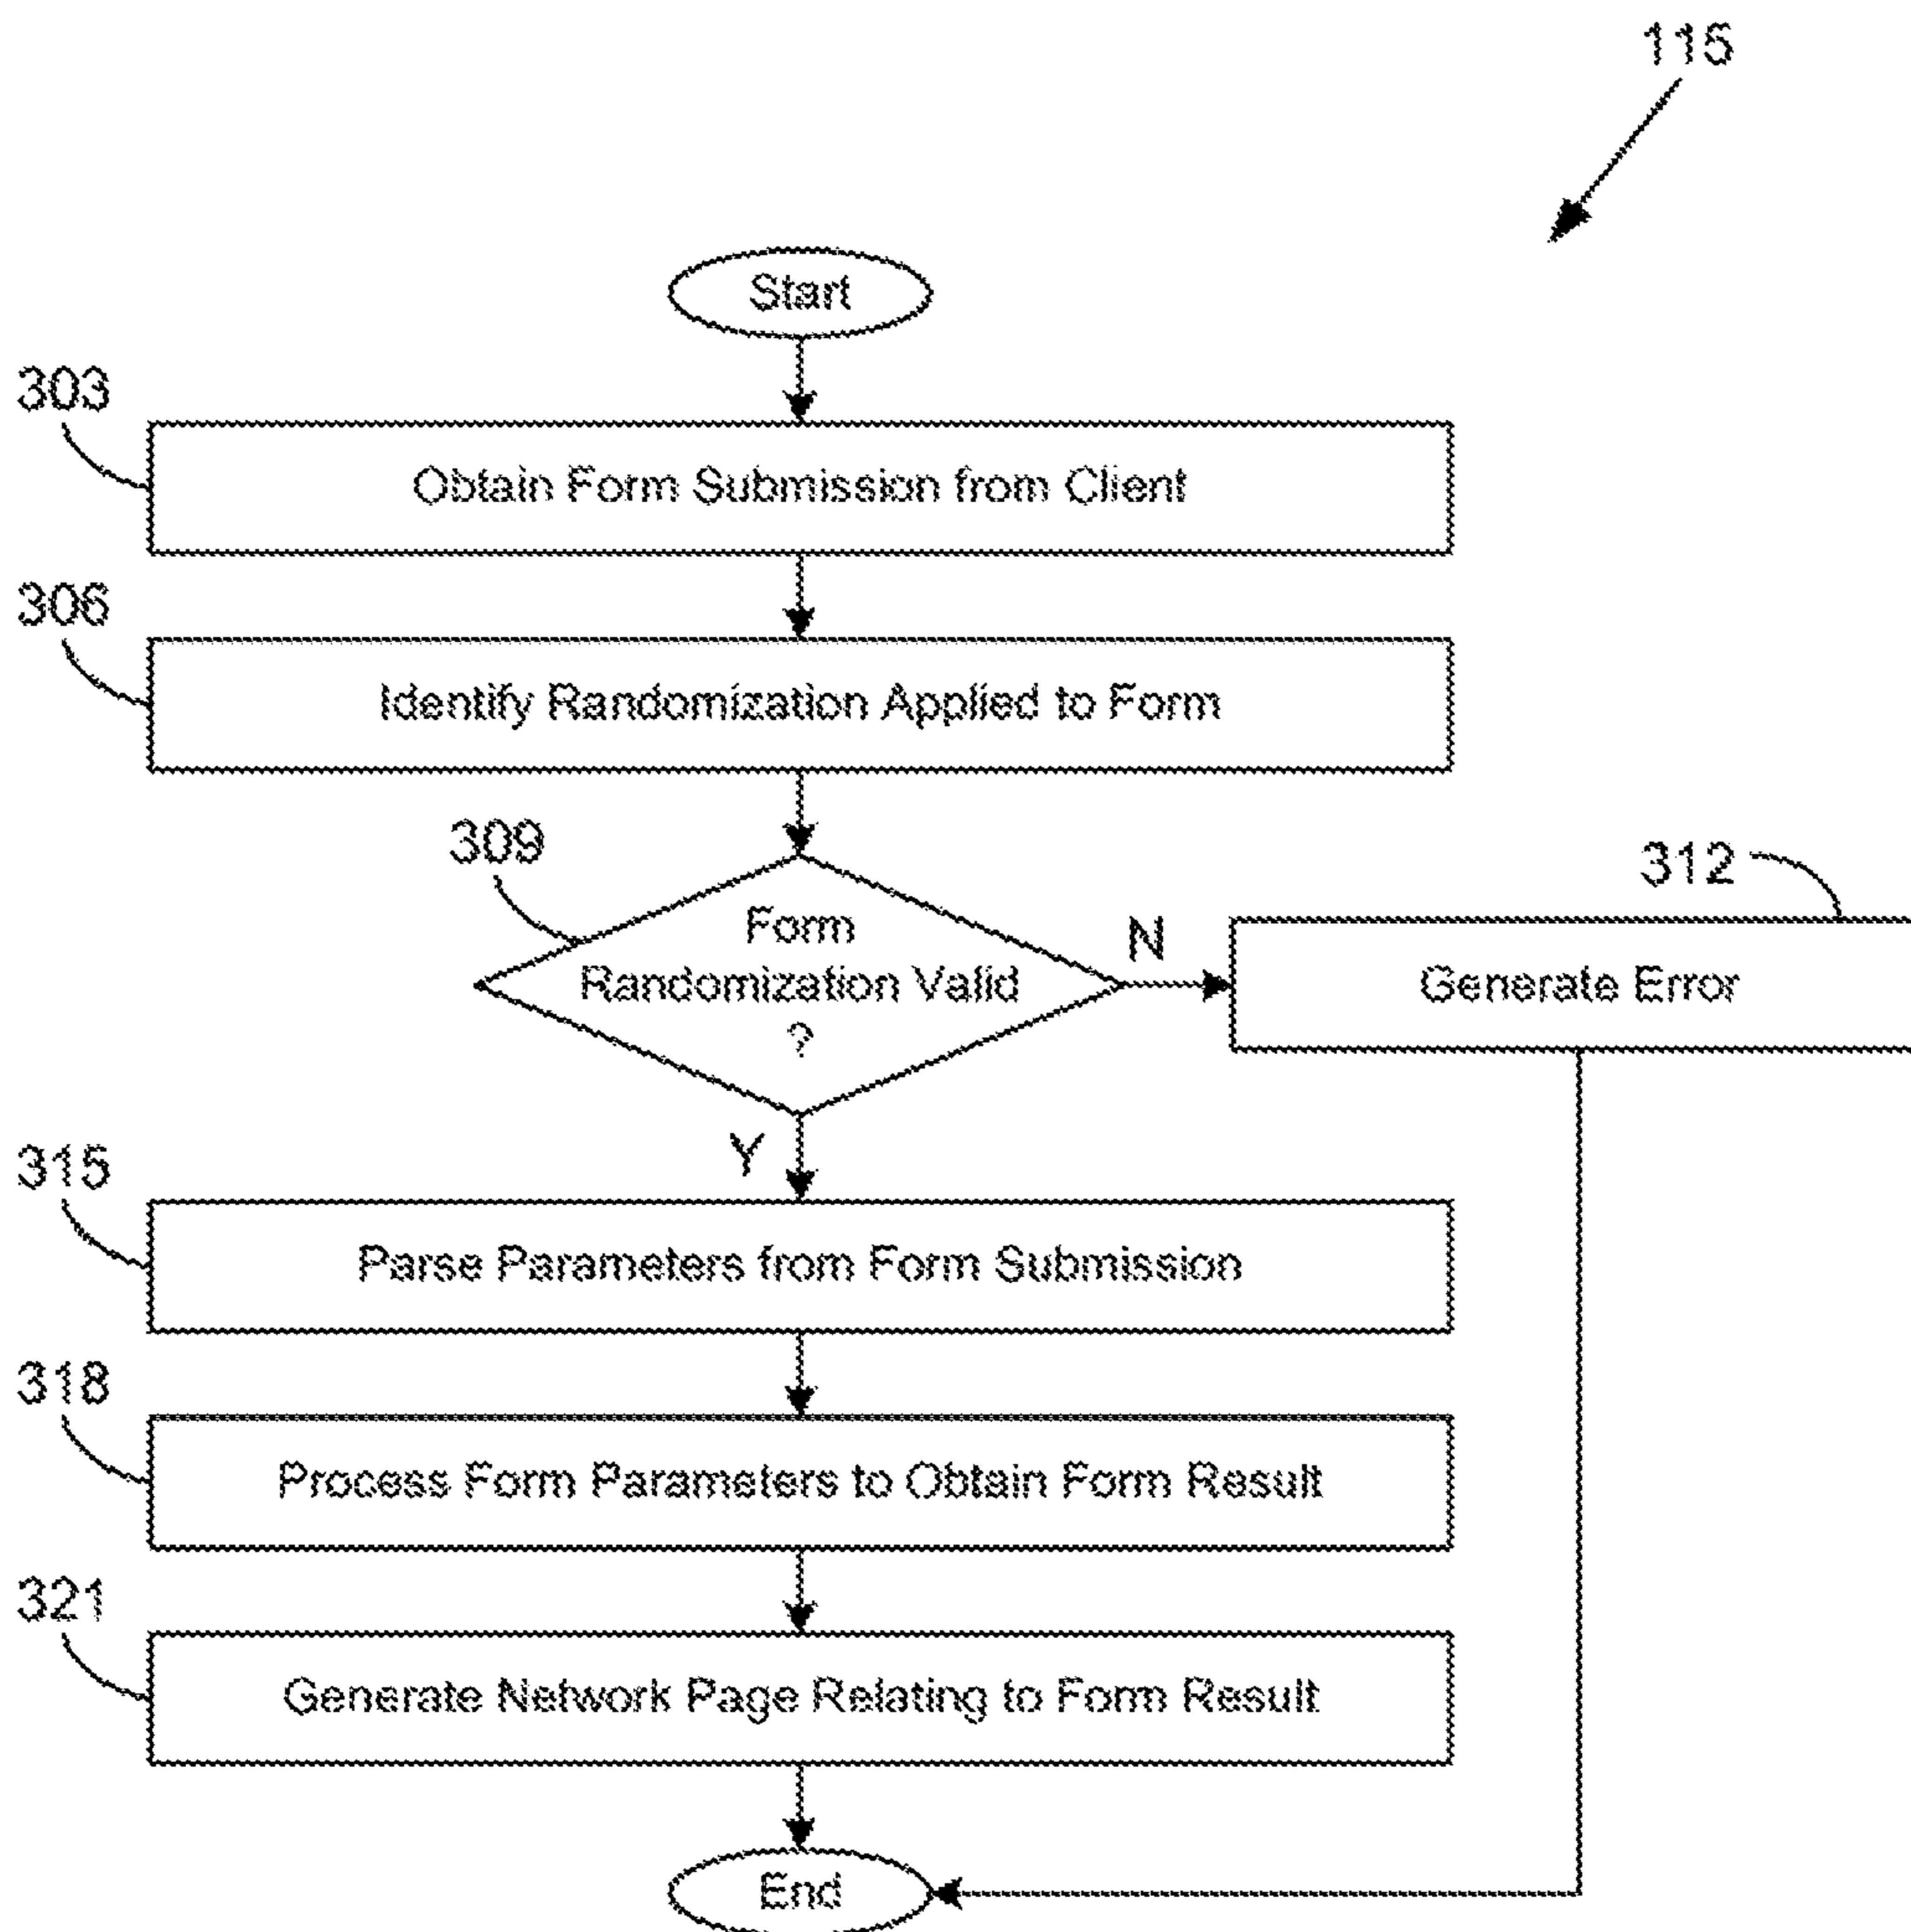 115
Start
303
Obtain Form Submission from Client
306
Identify Randomization Applied to Form
309
Form
Randomization Valid
?
N
312
Generate Error
Y
315
Parse Parameters from Form Submission
318
Process Form Parameters to Obtain Form Result
321
Generate Network Page Relating to Form Result
End